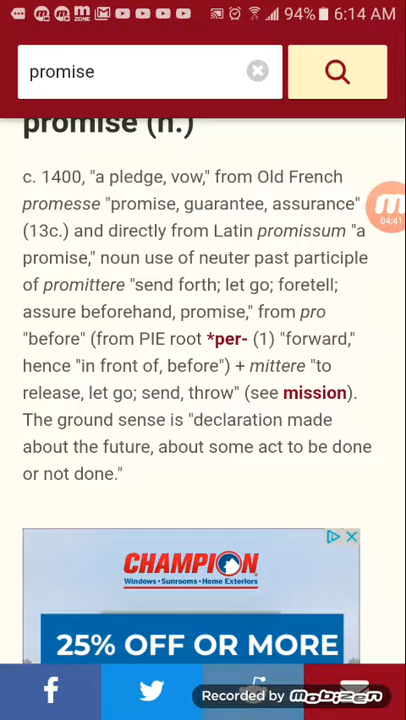 94% 6:14 AM
promise
promise (n.)
c. 1400, "a pledge, vow," from Old French
promesse "promise, guarantee, assurance"
(13c.) and directly from Latin promissum "a
promise," noun use of neuter past participle
of promittere "send forth; let go; foretell;
assure beforehand, promise," from pro
"before" (from PIE root *per- (1) "forward,"
hence "in front of, before") + mittere "to
release, let go; send, throw" (see mission).
The ground sense is "declaration made
about the future, about some act to be done
or not done."
04:41
CHAMPION
Windows • Sunrooms • Home Exteriors
25% OFF OR MORE
Recorded by Mobizen